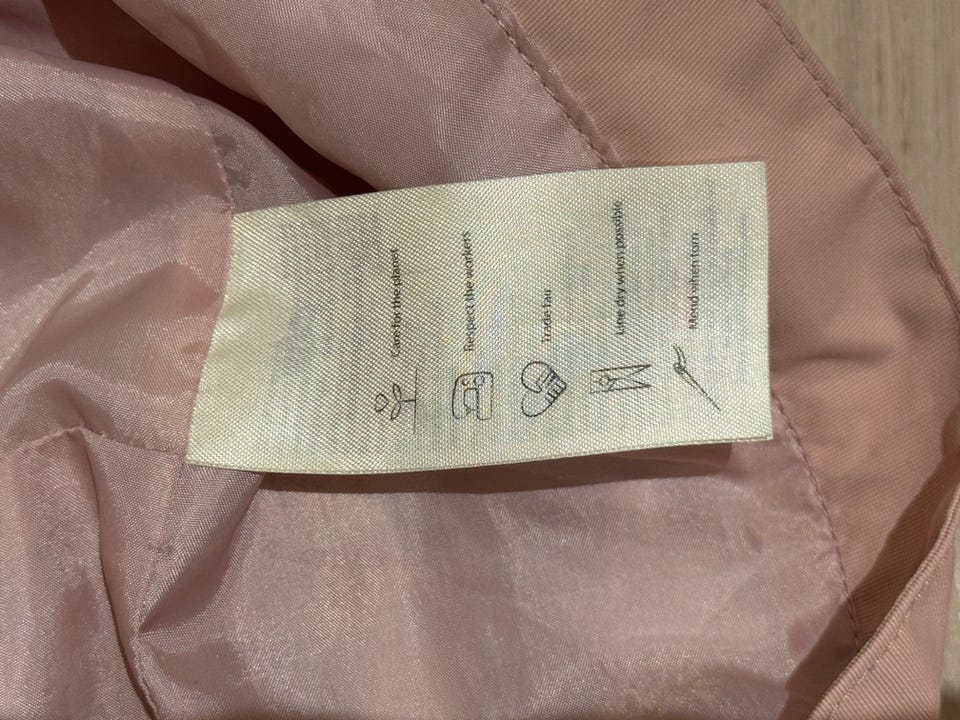 Care for the planet
Respect the workers
Trade fair
Line dry when possible
Mend when torn